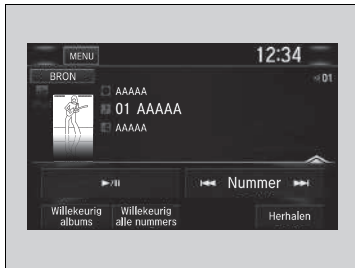 MENU
12:34
BRON
01
AAAAA
01 AAAAA
AAAAA
Nummer
Willekeurig
albums
Willekeurig
alle nummers
Herhalen